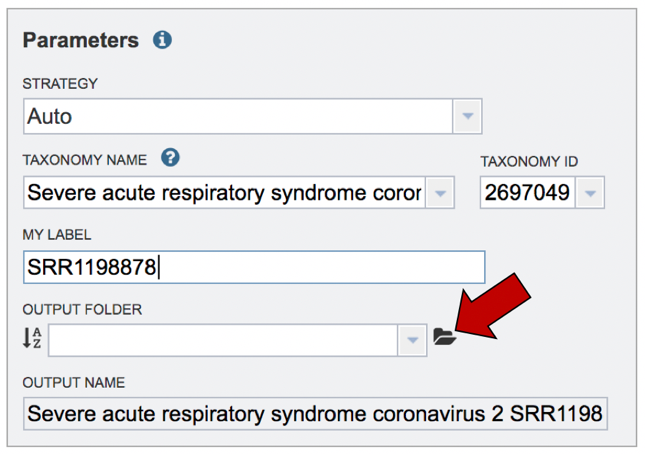 Parameters
STRATEGY
Auto
TAXONOMY NAME TAXONOMY ID
Severe acute respiratory syndrome coror 2697049
MY LABEL
SRR1198878
OUTPUT FOLDER
AZ
OUTPUT NAME
Severe acute respiratory syndrome coronavirus 2 SRR1198